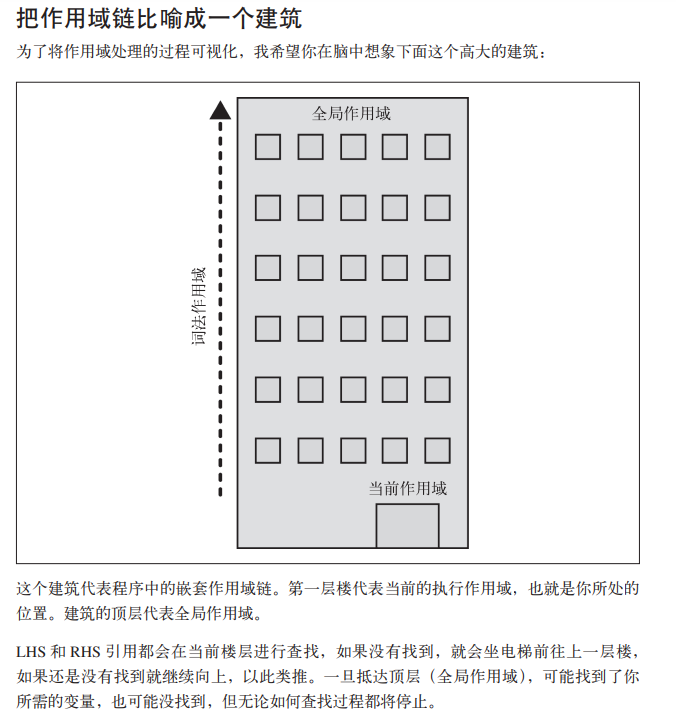 把作用域链比喻成一个建筑
为了将作用域处理的过程可视化，我希望你在脑中想象下面这个高大的建筑：
全局作用域
词法作用域
当前作用域
这个建筑代表程序中的嵌套作用域链。第一层楼代表当前的执行作用域，也就是你所处的
位置。建筑的顶层代表全局作用域。
LHS 和 RHS 引用都会在当前楼层进行查找，如果没有找到，就会坐电梯前往上一层楼，
如果还是没有找到就继续向上，以此类推。一旦抵达顶层（全局作用域），可能找到了你
所需的变量，也可能没找到，但无论如何查找过程都将停止。